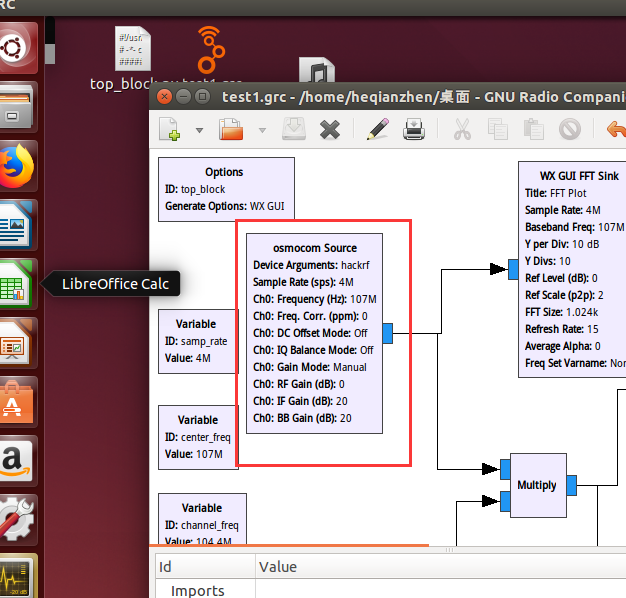 RC
#!/usr.
# -*- c
####
top_block.py
test1.grc
test1.grc - /home/heqianzhen/桌面 - GNU Radio Compani
Options
ID: top_block
Generate Options: WX GUI
osmocom Source
Device Arguments: hackrf
Sample Rate (sps): 4M
Ch0: Frequency (Hz): 107M
Ch0: Freq. Corr. (ppm): 0
Ch0: DC Offset Mode: Off
Ch0: IQ Balance Mode: Off
Ch0: Gain Mode: Manual
Ch0: RF Gain (dB): 0
Ch0: IF Gain (dB): 20
Ch0: BB Gain (dB): 20
WX GUI FFT Sink
Title: FFT Plot
Sample Rate: 4M
Baseband Freq: 107M
Y per Div: 10 dB
Y Divs: 10
Ref Level (dB): 0
Ref Scale (p2p): 2
FFT Size: 1.024k
Refresh Rate: 15
Average Alpha: 0
Freq Set Varname: Non
LibreOffice Calc
Variable
ID: samp_rate
Value: 4M
Variable
ID: center_freq
Value: 107M
Variable
ID: channel_freq
Value: 104.4M
Multiply
Id
Value
Imports
A
a
-20 dB